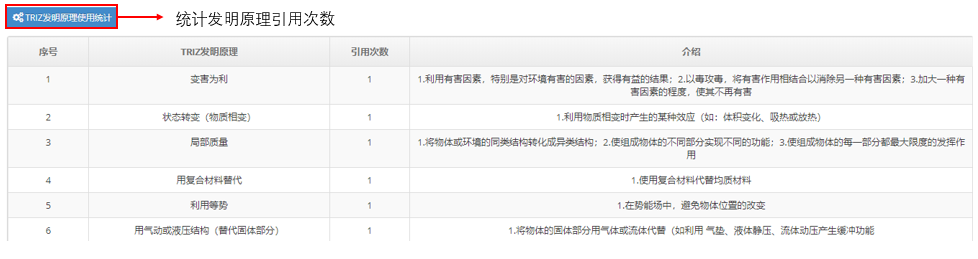 TRIZ发明原理使用统计 统计发明原理引用次数
序号 TRIZ发明原理 引用次数 介绍
1 变害为利 1 1.利用有害因素，特别是对环境有害的因素，获得有益的结果；2.以毒攻毒，将有害作用相结合以消除另一种有害因素；3.加大一种有
害因素的程度，使其不再有害
2 状态转变（物质相变） 1 1.利用物质相变时产生的某种效应（如：体积变化、吸热或放热）
3 局部质量 1 1.将物体或环境的同类结构转化成异类结构；2.使组成物体的不同部分实现不同的功能；3.使组成物体的每一部分都最大限度的发挥作
用
4 用复合材料替代 1 1.使用复合材料代替均质材料
5 利用等势 1 1.在势能场中，避免物体位置的改变
6 用气动或液压结构（替代固体部分） 1 1.将物体的固体部分用气体或流体代替（如利用 气垫、液体静压、流体动压产生缓冲功能